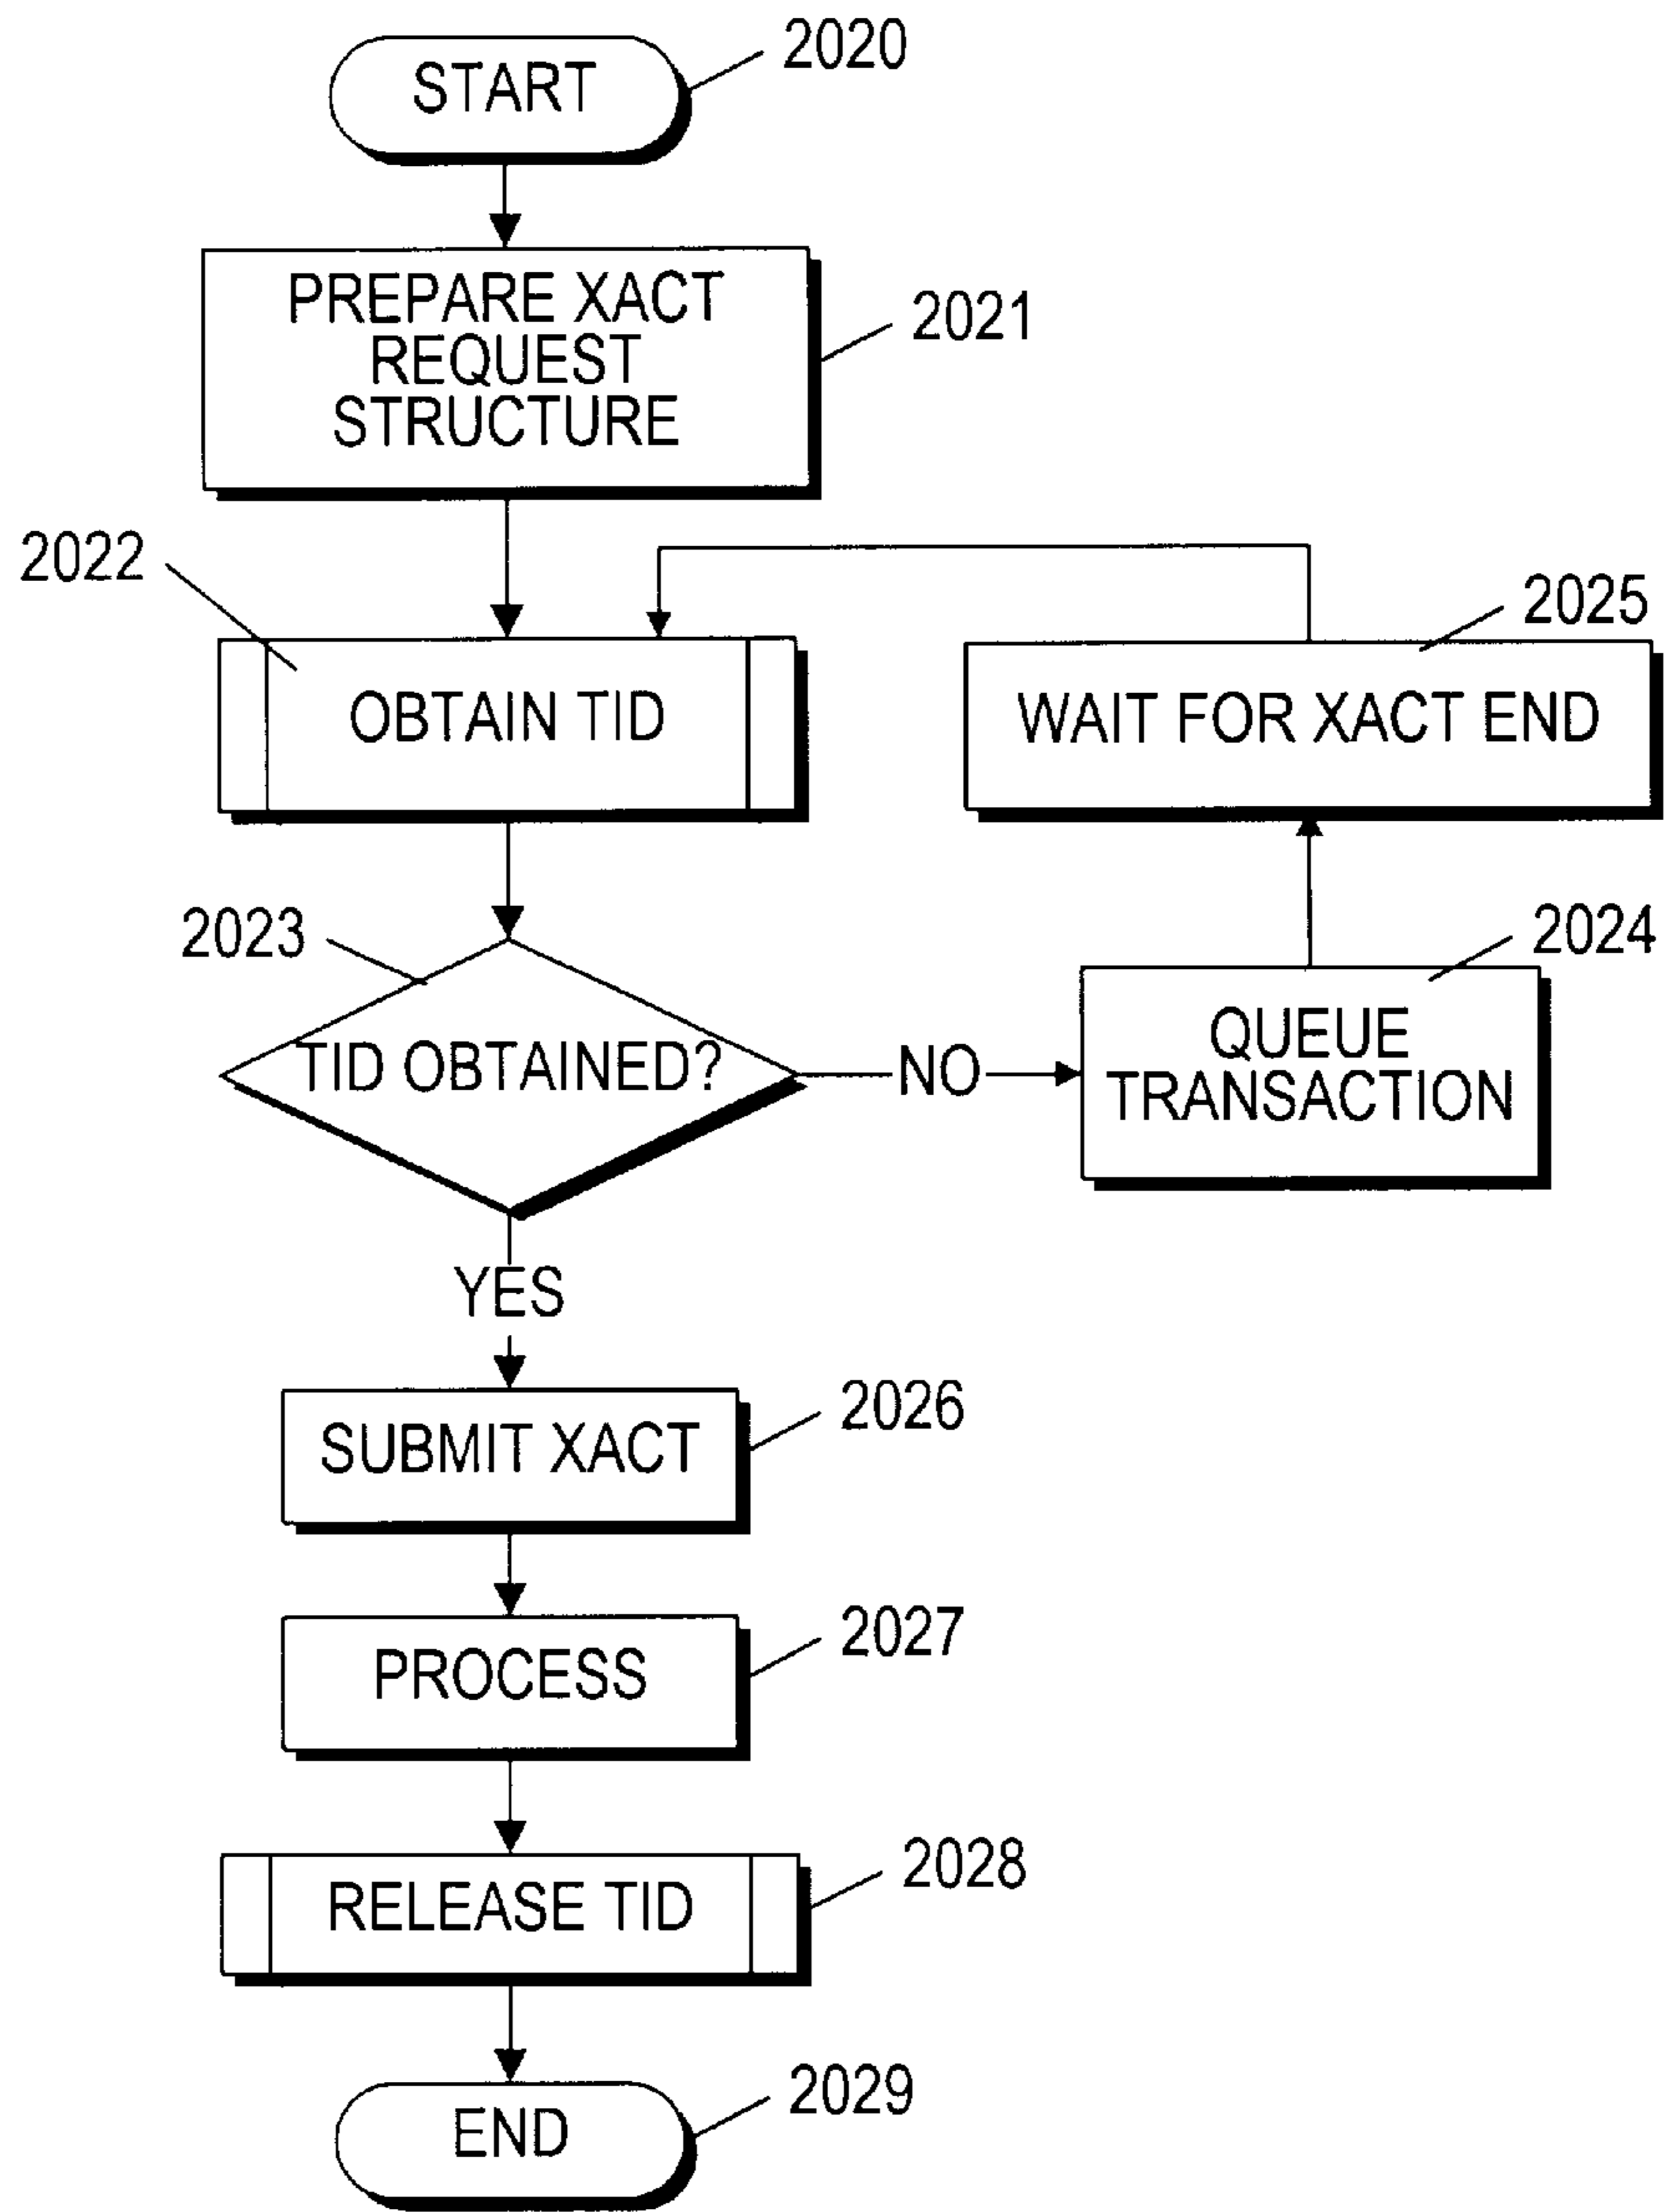 START
2020
PREPARE XACT
REQUEST
STRUCTURE
2021
2022
OBTAIN TID
2025
WAIT FOR XACT END
2023
TID OBTAINED?
NO
2024
QUEUE
TRANSACTION
YES
SUBMIT XACT
2026
PROCESS
2027
RELEASE TID
2028
END
2029